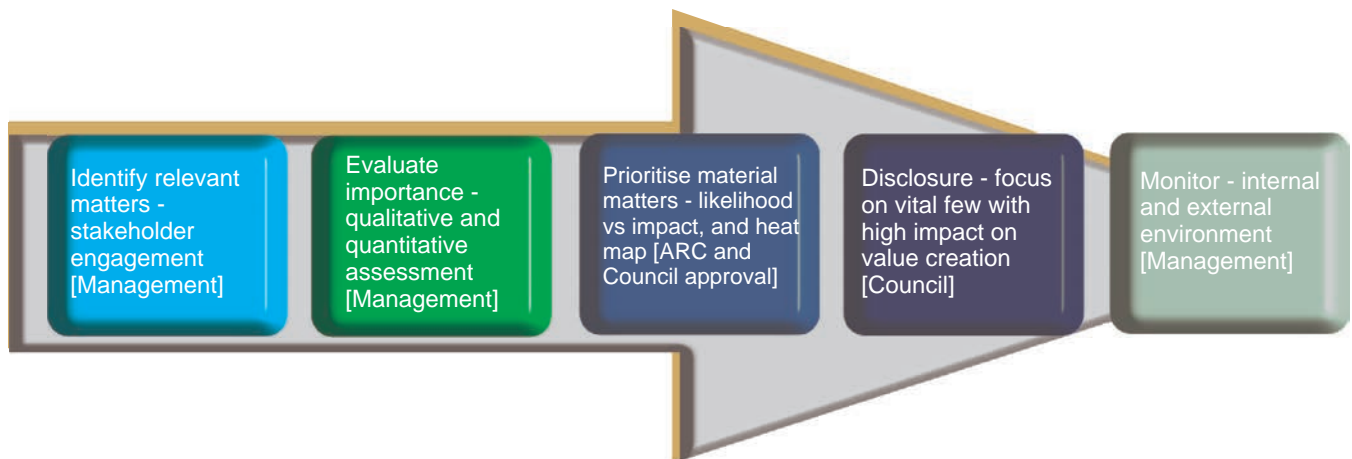 Identify relevant
matters -
stakeholder
engagement
[Management]
Evaluate
importance -
qualitative and
quantitative
assessment
[Management]
Prioritise material
matters - likelihood
vs impact, and heat
map [ARC and
Council approval]
Disclosure - focus
on vital few with
high impact on
value creation
[Council]
Monitor - internal
and external
environment
[Management]